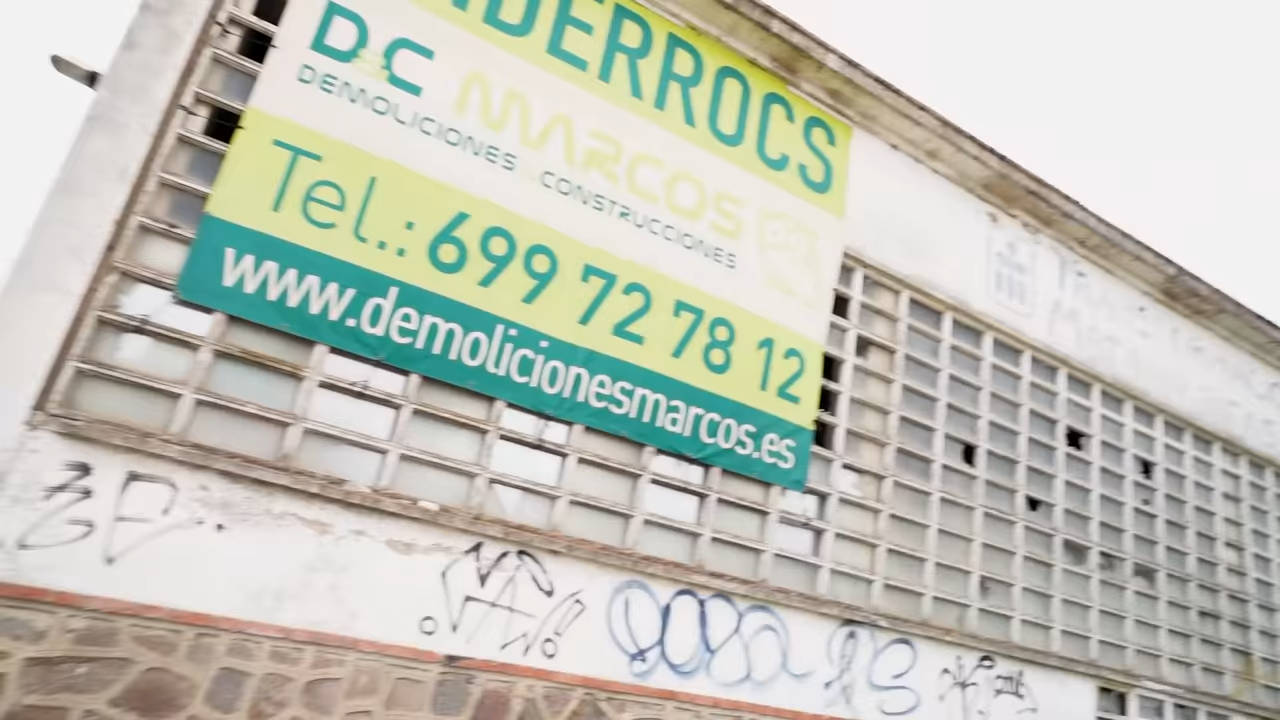 DERROCS
D&C MARCOS
DEMOLICIONES CONSTRUCCIONES
Tel.: 699 72 78 12
www.demolicionesmarcos.es